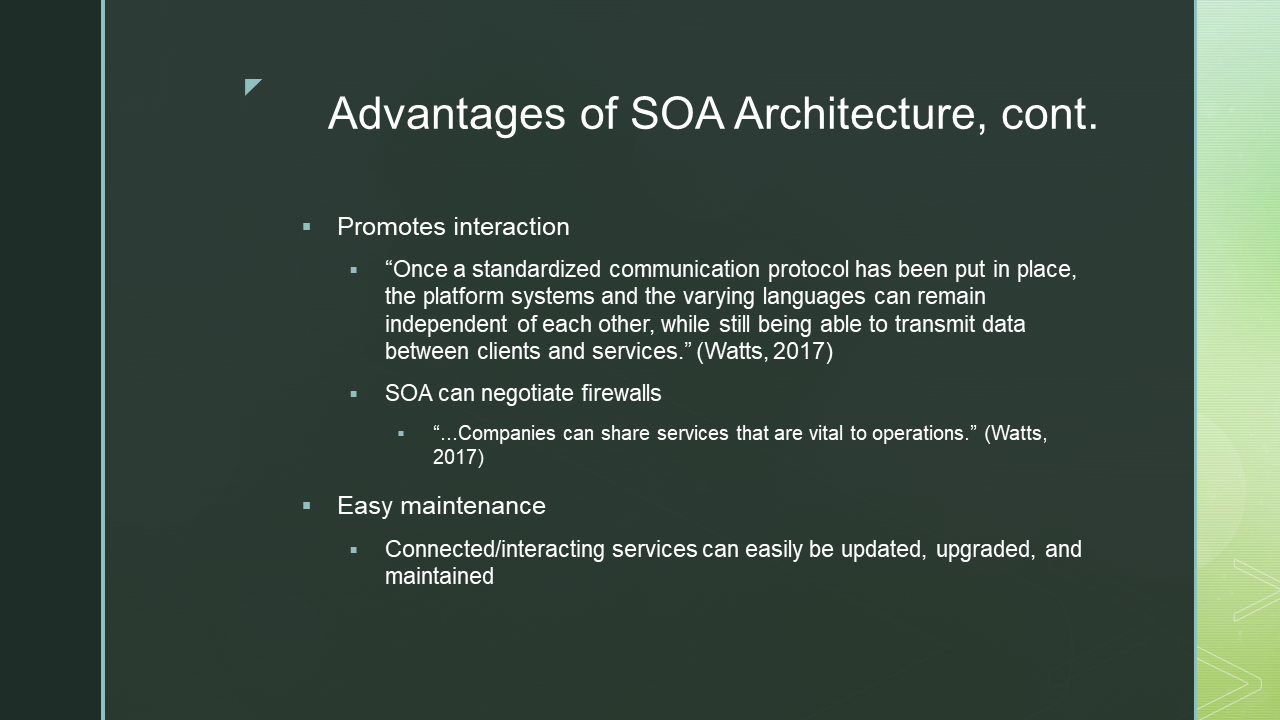 Advantages of SOA Architecture, cont.
▪ Promotes interaction
▪ “Once a standardized communication protocol has been put in place,
the platform systems and the varying languages can remain
independent of each other, while still being able to transmit data
between clients and services.” (Watts, 2017)
▪ SOA can negotiate firewalls
▪ “…Companies can share services that are vital to operations.” (Watts,
2017)
▪ Easy maintenance
▪ Connected/interacting services can easily be updated, upgraded, and
maintained